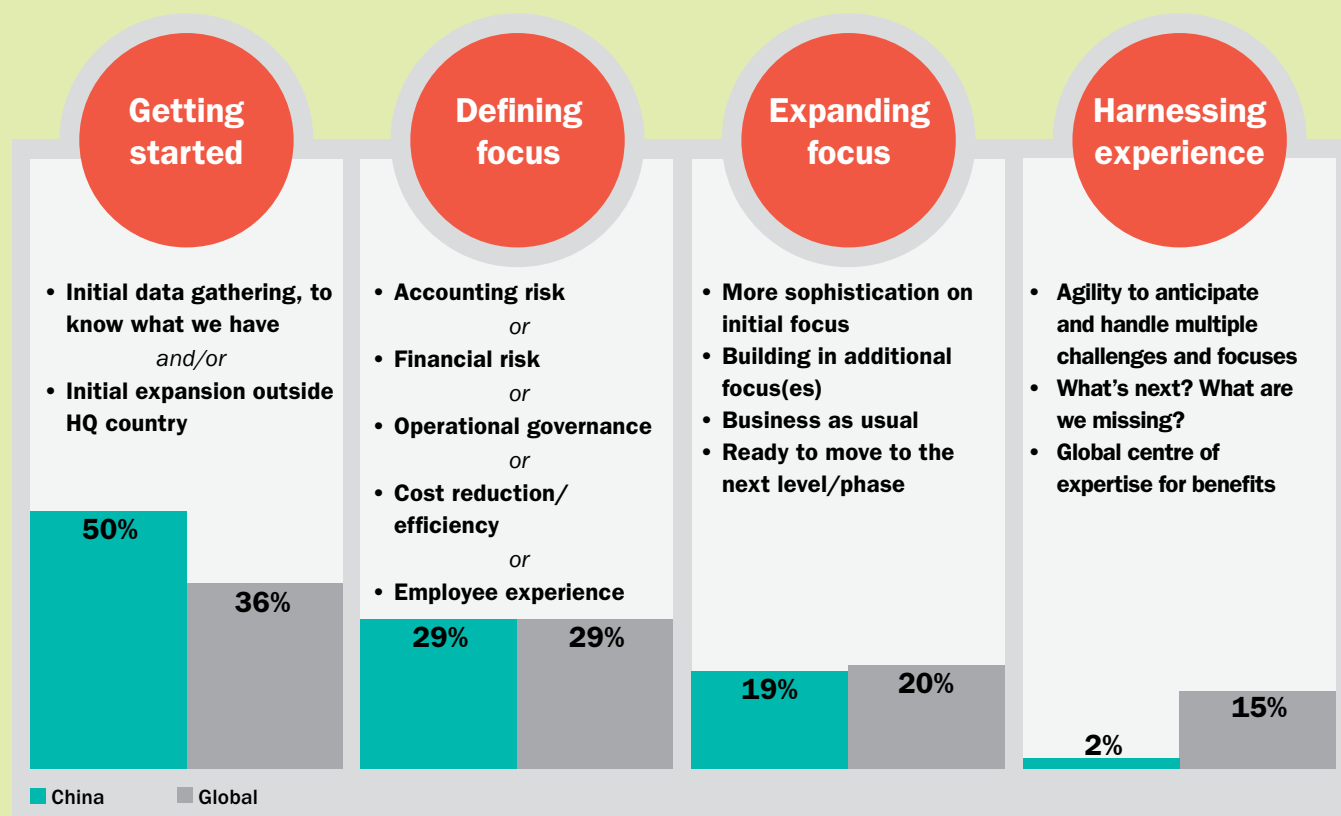 Getting
started
• Initial data gathering, to
know what we have
and/or
• Initial expansion outside
HQ country
50%
36%
Defining
focus
• Accounting risk
or
• Financial risk
or
• Operational governance
or
• Cost reduction/
efficiency
or
• Employee experience
29%
29%
Expanding
focus
• More sophistication on
initial focus
• Building in additional
focus(es)
• Business as usual
• Ready to move to the
next level/phase
19%
20%
Harnessing
experience
• Agility to anticipate
and handle multiple
challenges and focuses
• What’s next? What are
we missing?
• Global centre of
expertise for benefits
2%
15%
China
Global